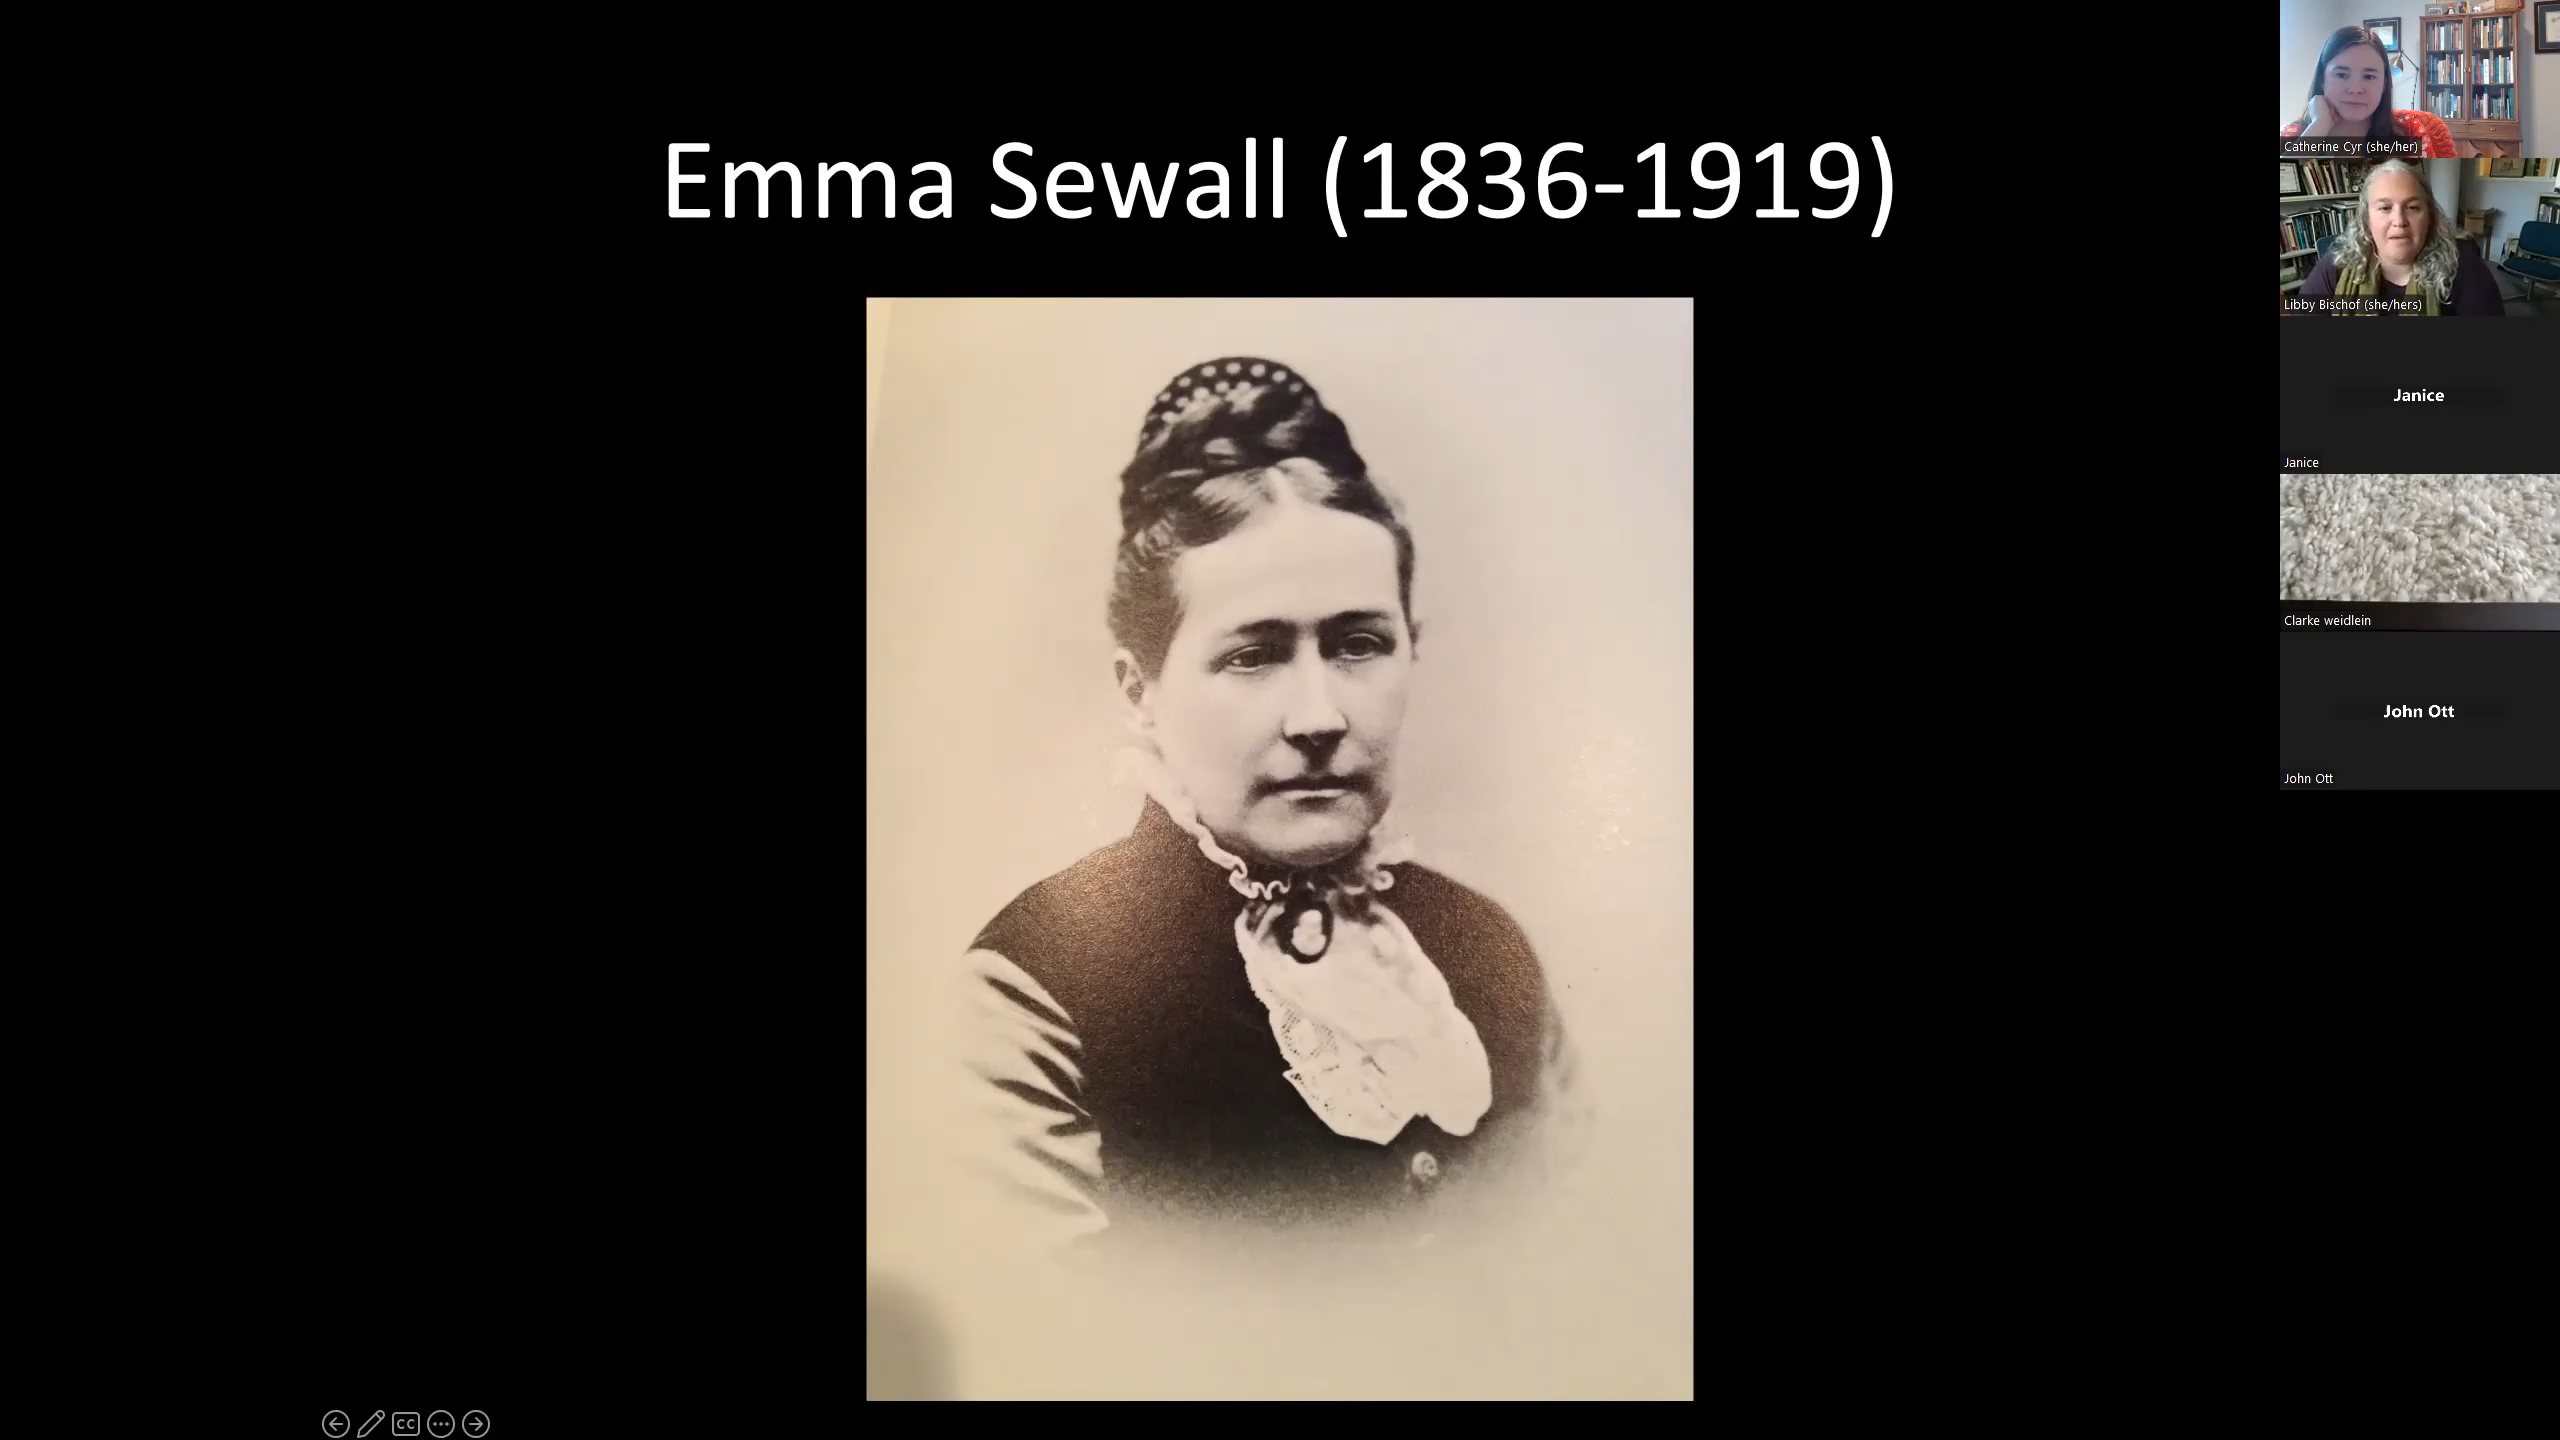 Emma Sewall (1836-1919)
Catherine Cyr (she/her)
Libby Bischof (she/hers)
Janice
Janice
Clarke weidlein
John Ott
John Ott
CC